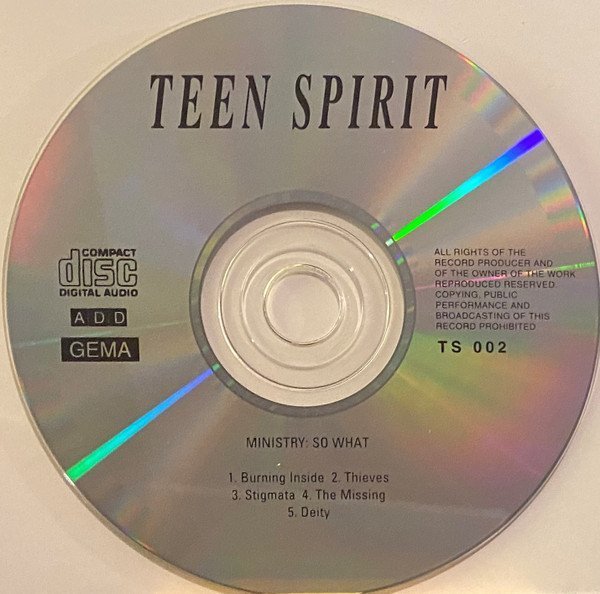 TEEN SPIRIT
COMPACT
disc
DIGITAL AUDIO
ADD
GEMA
ALL RIGHTS OF THE
RECORD PRODUCER AND
OF THE OWNER OF THE WORK
REPRODUCED RESERVED.
COPYING, PUBLIC
PERFORMANCE AND
BROADCASTING OF THIS
RECORD PROHIBITED
TS 002
MINISTRY: SO WHAT
1. Burning Inside 2. Thieves
3. Stigmata 4. The Missing
5. Deity